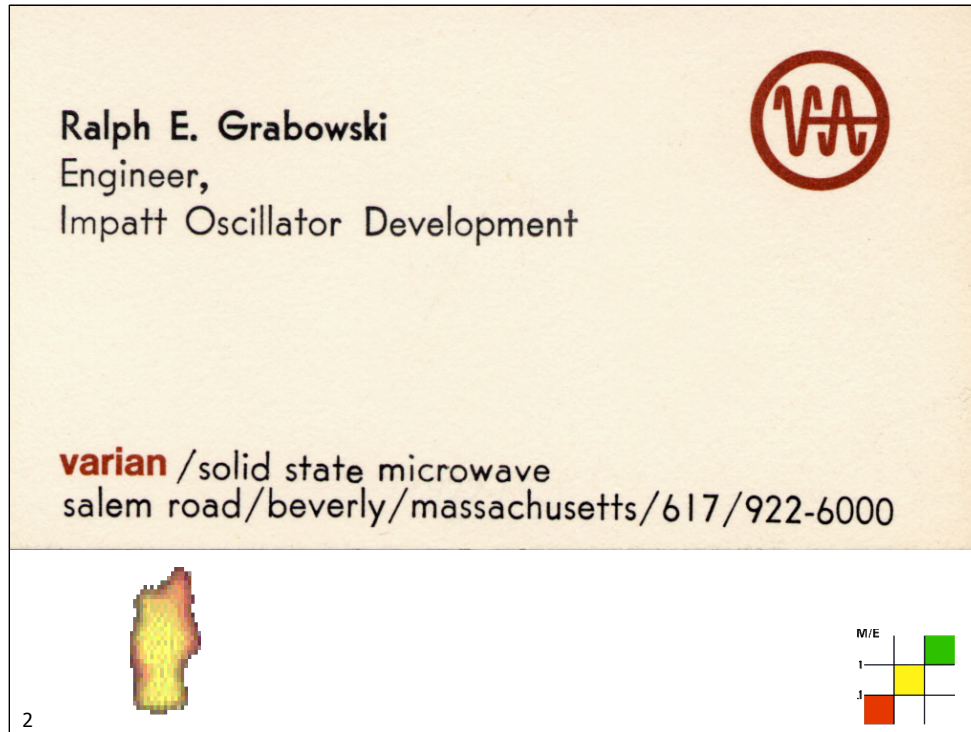 Ralph E. Grabowski
VA
Engineer,
Impatt Oscillator Development
varian /solid state microwave
salem road/beverly/massachusetts/617/922-6000
M/E
1
.1
2